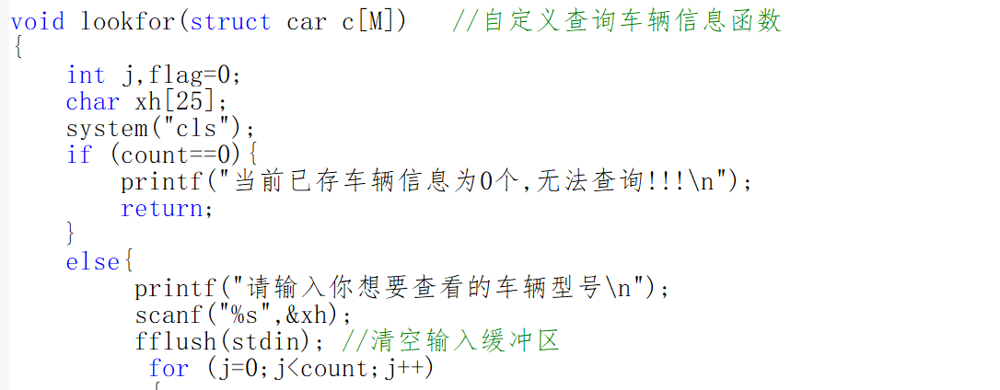 void lookfor(struct car c[M])   //自定义查询车辆信息函数
{
    int j,flag=0;
    char xh[25];
    system("cls");
    if (count==0){
        printf("当前已存车辆信息为0个,无法查询!!!\n");
        return;
    }
    else{
         printf("请输入你想要查看的车辆型号\n");
         scanf("%s",&xh);
         fflush(stdin); //清空输入缓冲区
          for (j=0;j<count;j++)
          {